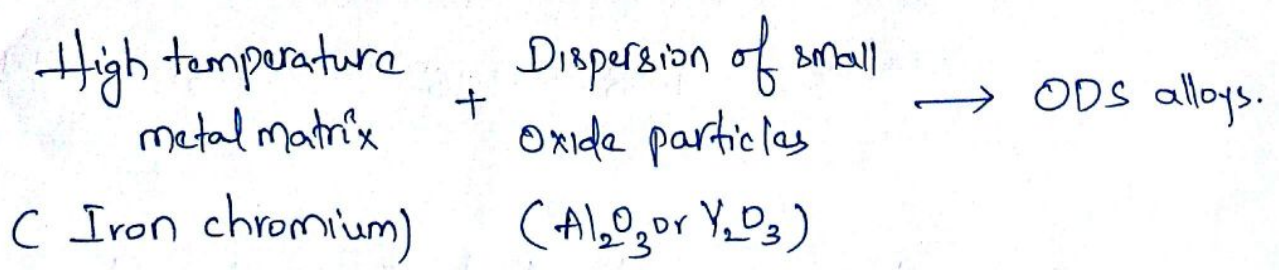 High temperature + Dispersion of small → ODS alloys.
metal matrix oxide particles
( Iron chromium) (Al₂O₃ or Y₂O₃)